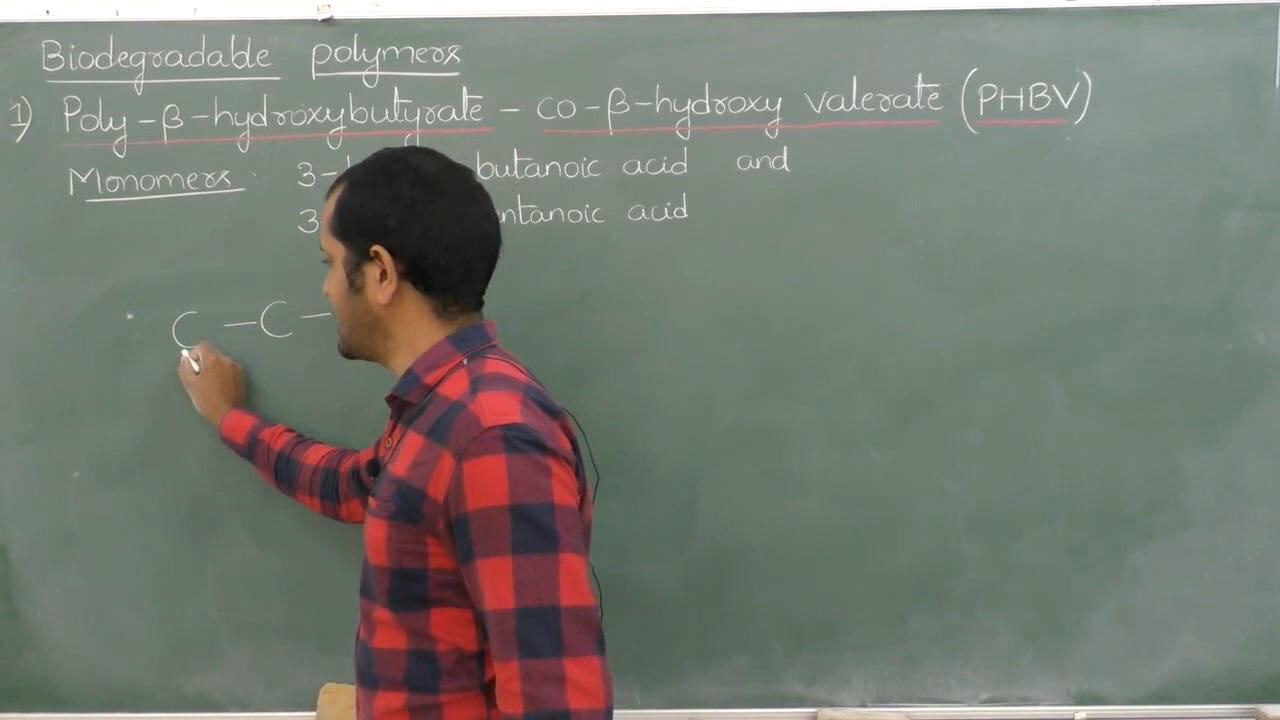 Biodegradable polymers
1) Poly-β-hydroxybutyrate - co-β-hydroxy valerate (PHBV)
Monomers 3- butanoic acid and
3 ntanoic acid
C - C -